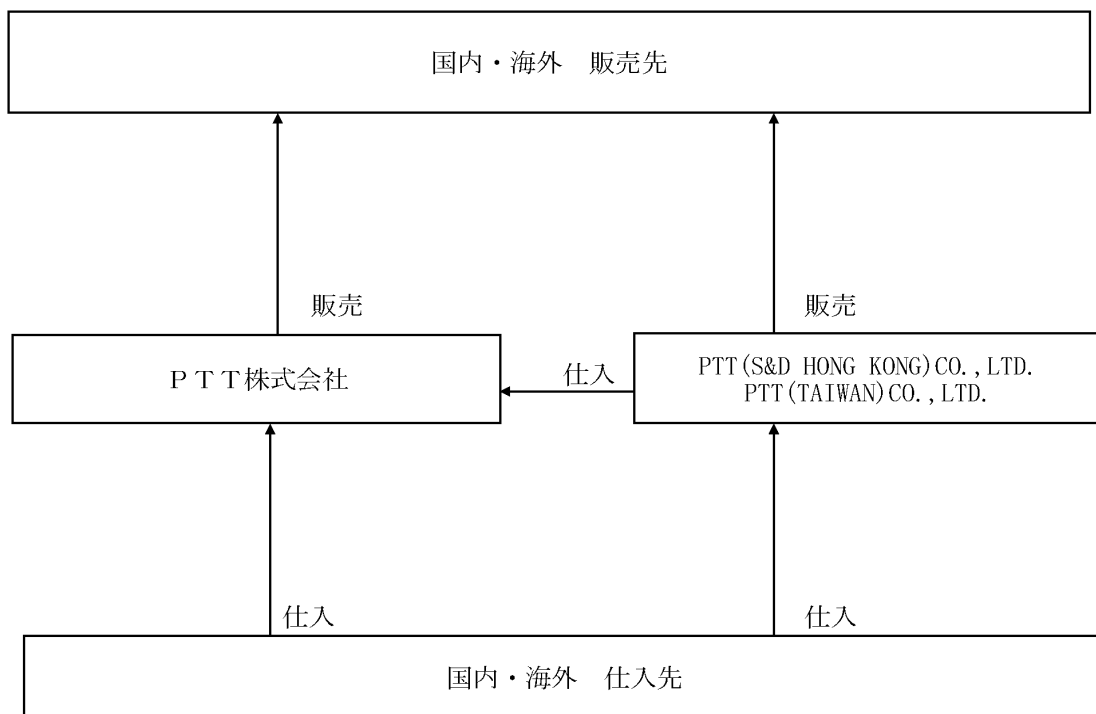 国内・海外　販売先
販売
販売
ＰＴＴ株式会社
仕入
PTT(S&D HONG KONG)CO.,LTD.
PTT(TAIWAN)CO.,LTD.
仕入
仕入
国内・海外　仕入先